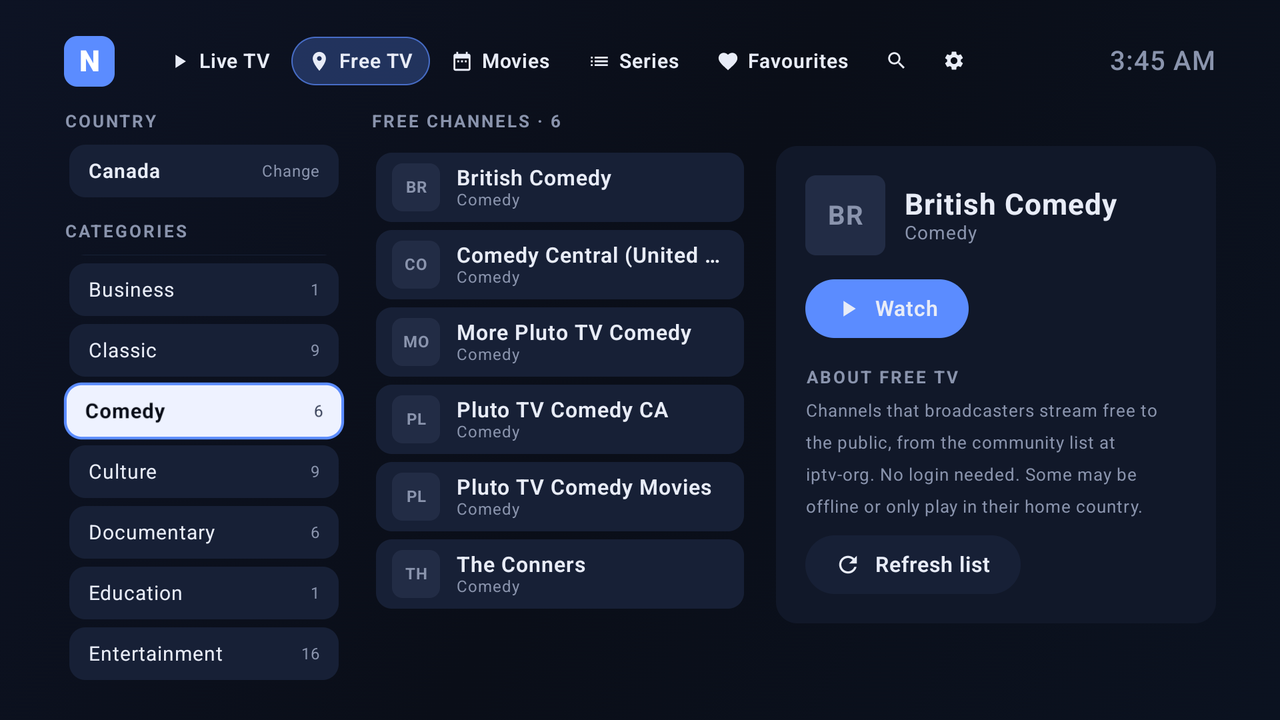 N
Live TV
Free TV
Movies
Series
Favourites
3:45 AM
COUNTRY
Canada
Change
CATEGORIES
Business 1
Classic 9
Comedy 6
Culture 9
Documentary 6
Education 1
Entertainment 16
FREE CHANNELS · 6
BR
British Comedy
Comedy
CO
Comedy Central (United ...
Comedy
MO
More Pluto TV Comedy
Comedy
PL
Pluto TV Comedy CA
Comedy
PL
Pluto TV Comedy Movies
Comedy
TH
The Conners
Comedy
BR
British Comedy
Comedy
Watch
ABOUT FREE TV
Channels that broadcasters stream free to
the public, from the community list at
iptv-org. No login needed. Some may be
offline or only play in their home country.
Refresh list